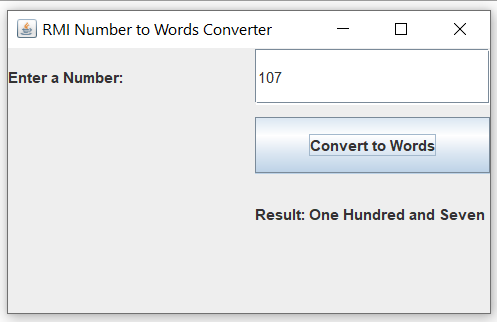 RMI Number to Words Converter
Enter a Number:
107
Convert to Words
Result: One Hundred and Seven